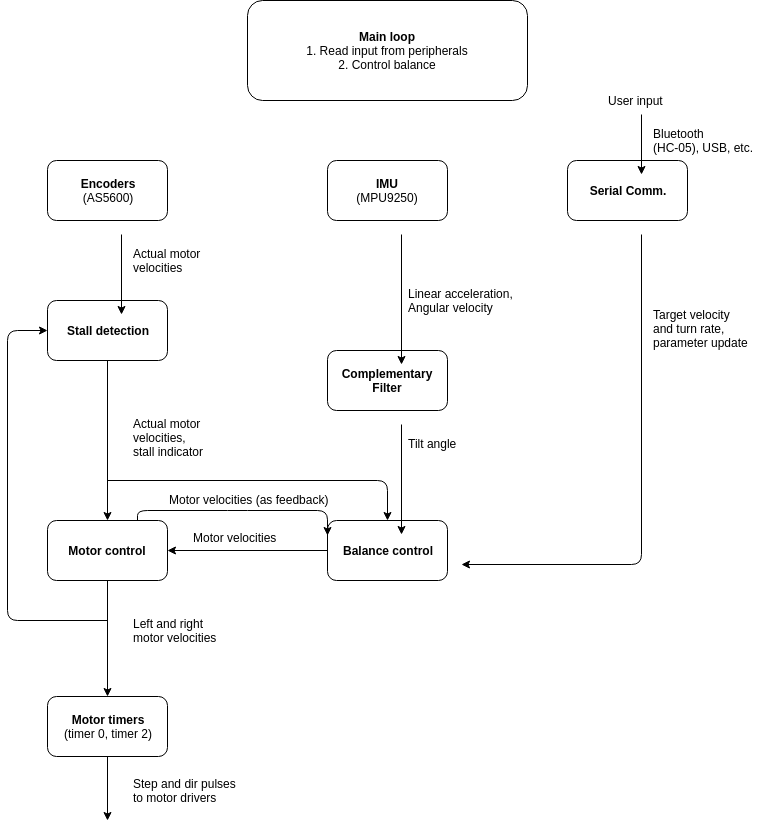 Main loop
1. Read input from peripherals
2. Control balance
User input
Bluetooth
(HC-05), USB, etc.
Encoders
(AS5600)
IMU
(MPU9250)
Serial Comm.
Actual motor
velocities
Linear acceleration,
Angular velocity
Target velocity
and turn rate,
parameter update
Stall detection
Complementary
Filter
Actual motor
velocities,
stall indicator
Tilt angle
Motor velocities (as feedback)
Motor velocities
Motor control
Balance control
Left and right
motor velocities
Motor timers
(timer 0, timer 2)
Step and dir pulses
to motor drivers